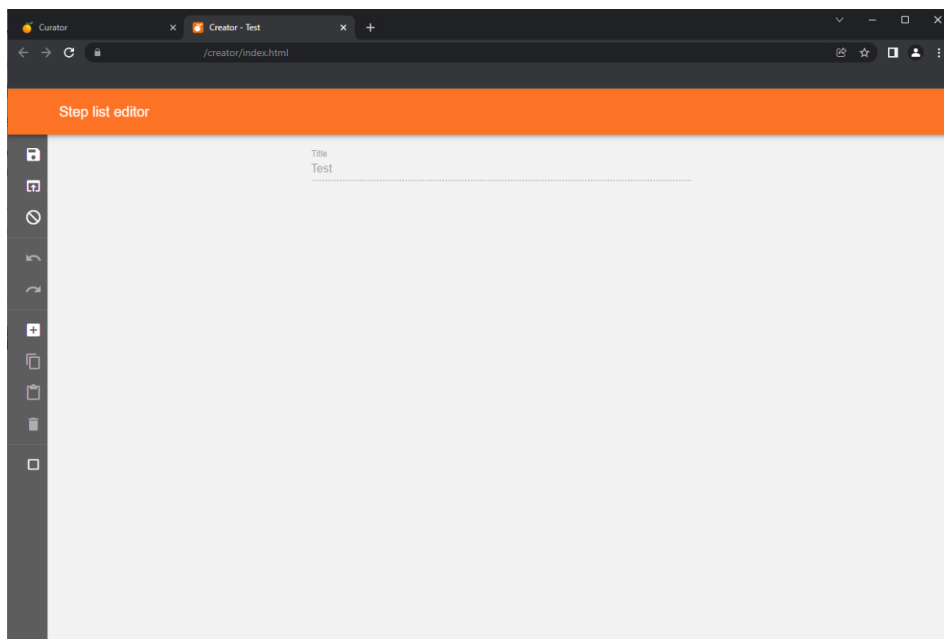 Curator
Creator - Test
/creator/index.html
Step list editor
Title
Test